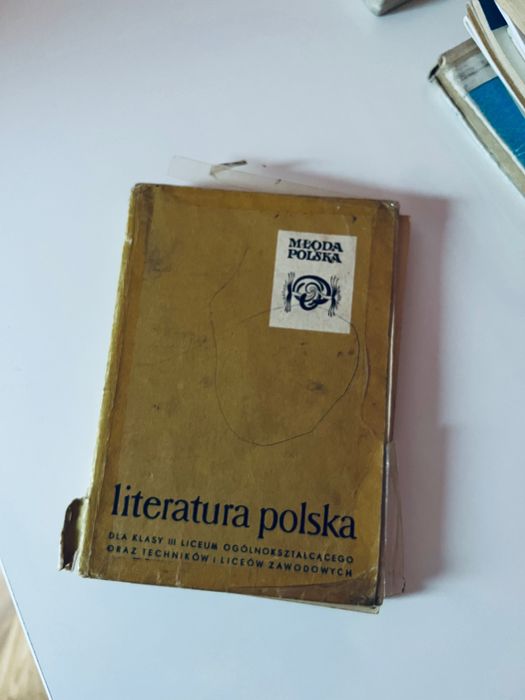 MŁODA
POLSKA
literatura polska
DLA KLASY III LICEUM OGÓLNOKSZTAŁCĄCEGO
ORAZ TECHNIKÓW I LICEÓW ZAWODOWYCH